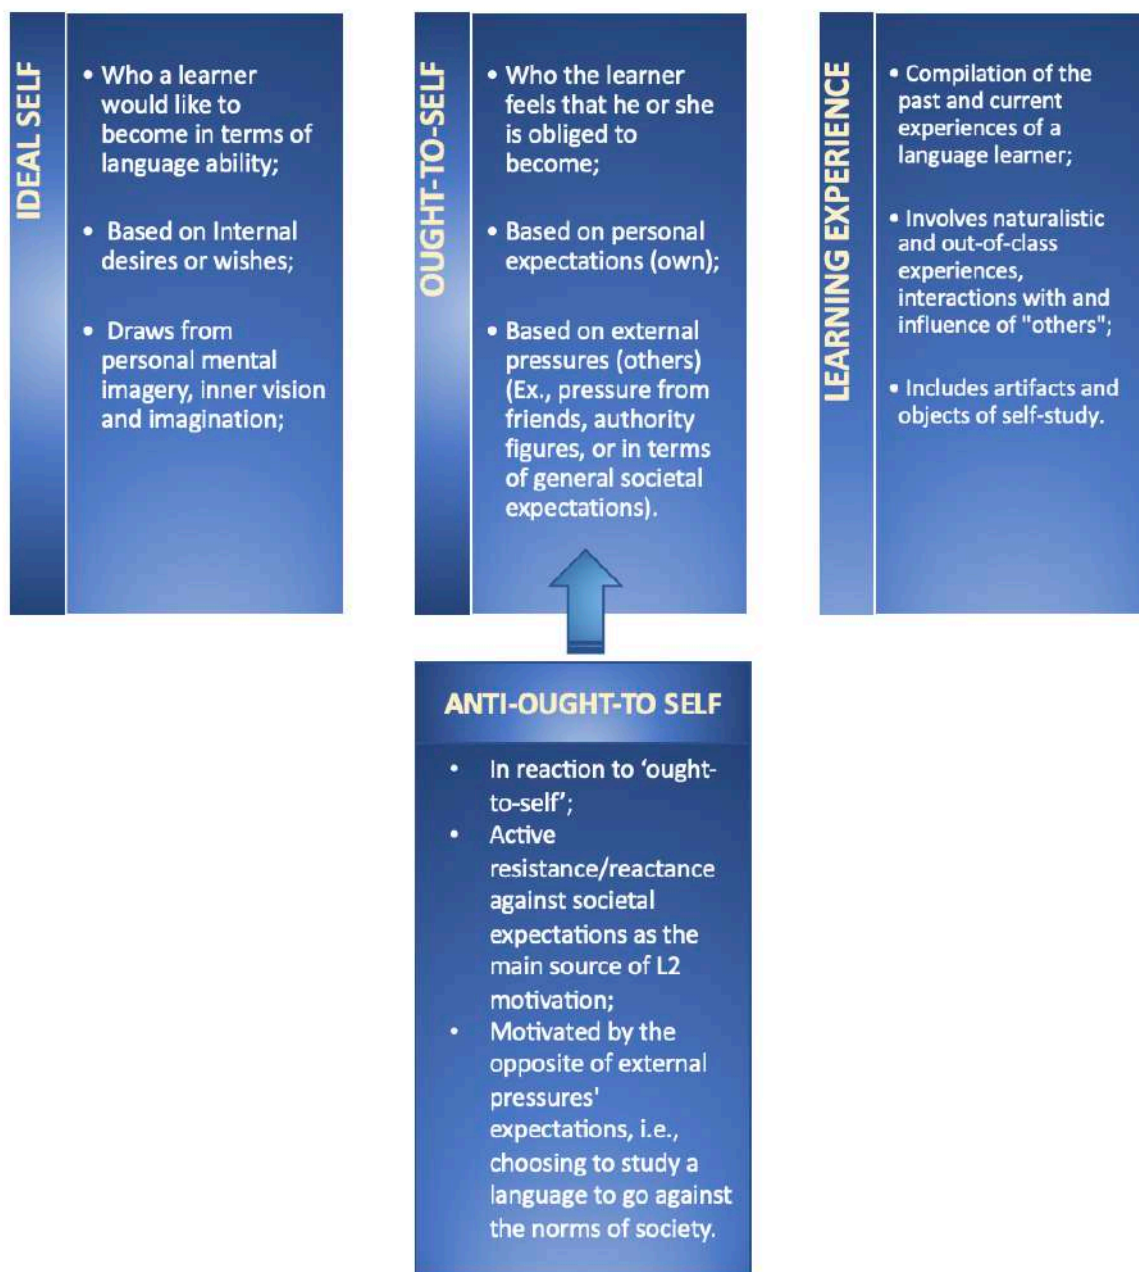 IDEAL SELF
• Who a learner
would like to
become in terms of
language ability;
• Based on Internal
desires or wishes;
• Draws from
personal mental
imagery, inner vision
and imagination;
OUGHT-TO-SELF
• Who the learner
feels that he or she
is obliged to
become;
• Based on personal
expectations (own);
• Based on external
pressures (others)
(Ex., pressure from
friends, authority
figures, or in terms
of general societal
expectations).
LEARNING EXPERIENCE
• Compilation of the
past and current
experiences of a
language learner;
• Involves naturalistic
and out-of-class
experiences,
interactions with and
influence of "others";
• Includes artifacts and
objects of self-study.
ANTI-OUGHT-TO SELF
• In reaction to ‘ought-
to-self’;
• Active
resistance/reactance
against societal
expectations as the
main source of L2
motivation;
• Motivated by the
opposite of external
pressures'
expectations, i.e.,
choosing to study a
language to go against
the norms of society.